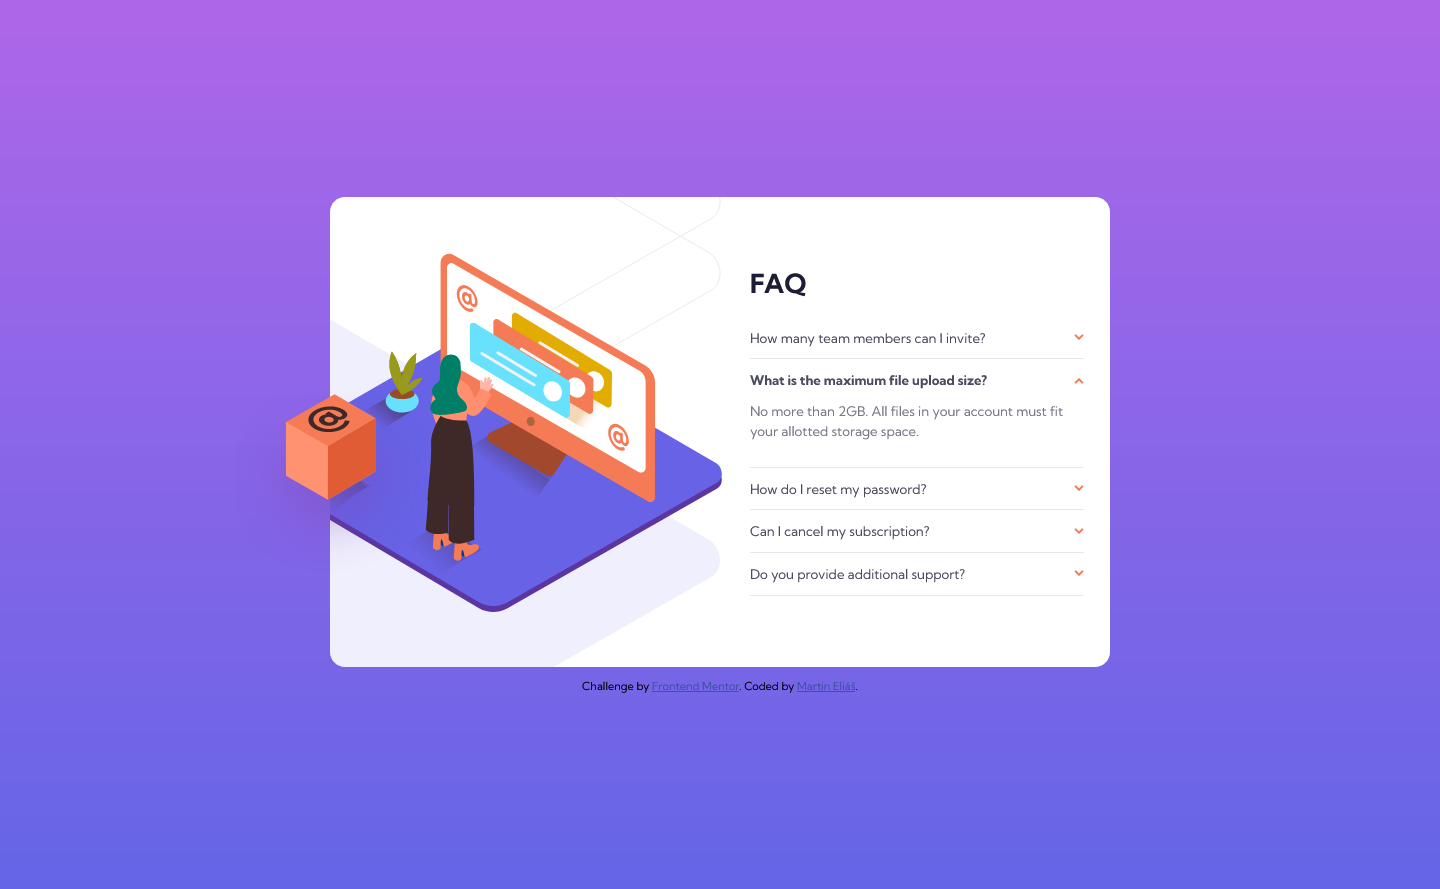 @
@
@
FAQ
How many team members can I invite?
What is the maximum file upload size?
No more than 2GB. All files in your account must fit
your allotted storage space.
How do I reset my password?
Can I cancel my subscription?
Do you provide additional support?
Challenge by Frontend Mentor. Coded by Martin Eliáš.